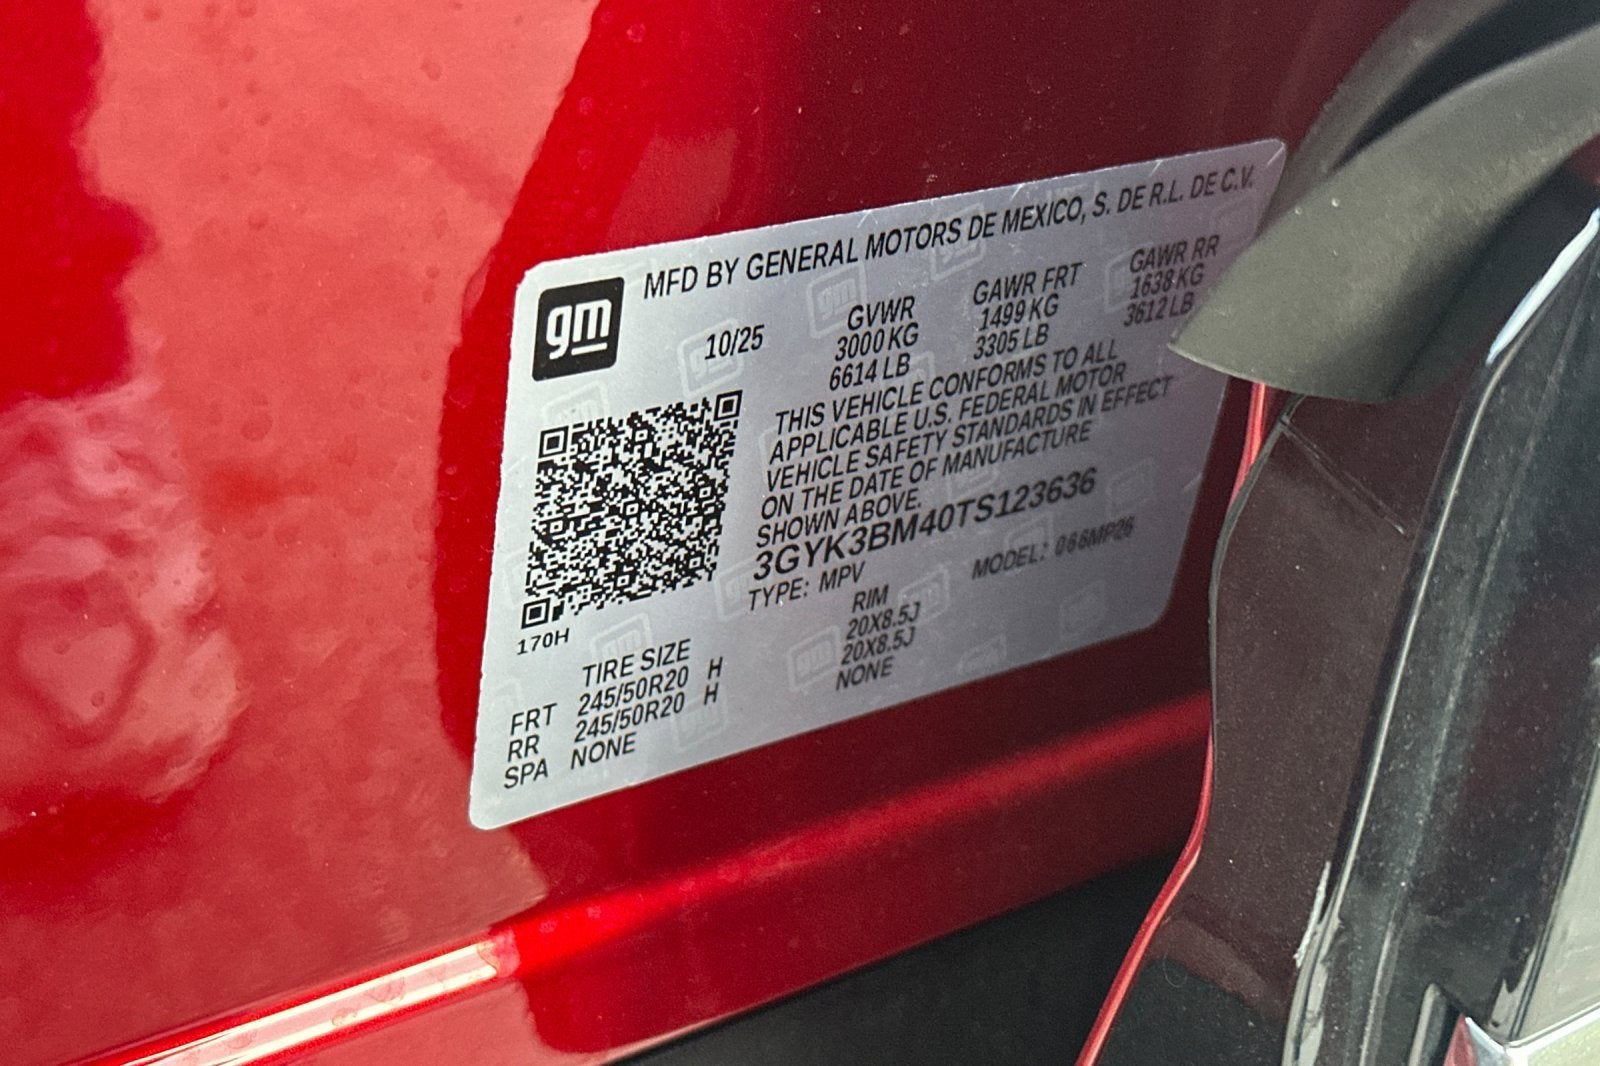 gm
MFD BY GENERAL MOTORS DE MEXICO, S. DE R.L. DE C.V.
10/25
GVWR GAWR FRT GAWR RR
3000 KG 1499 KG 1638 KG
6614 LB 3305 LB 3612 LB
THIS VEHICLE CONFORMS TO ALL
APPLICABLE U.S. FEDERAL MOTOR
VEHICLE SAFETY STANDARDS IN EFFECT
ON THE DATE OF MANUFACTURE
SHOWN ABOVE.
3GYK3BM40TS123636
TYPE: MPV MODEL: 066MP26
170H
TIRE SIZE RIM
FRT 245/50R20 H 20X8.5J
RR 245/50R20 H 20X8.5J
SPA NONE NONE